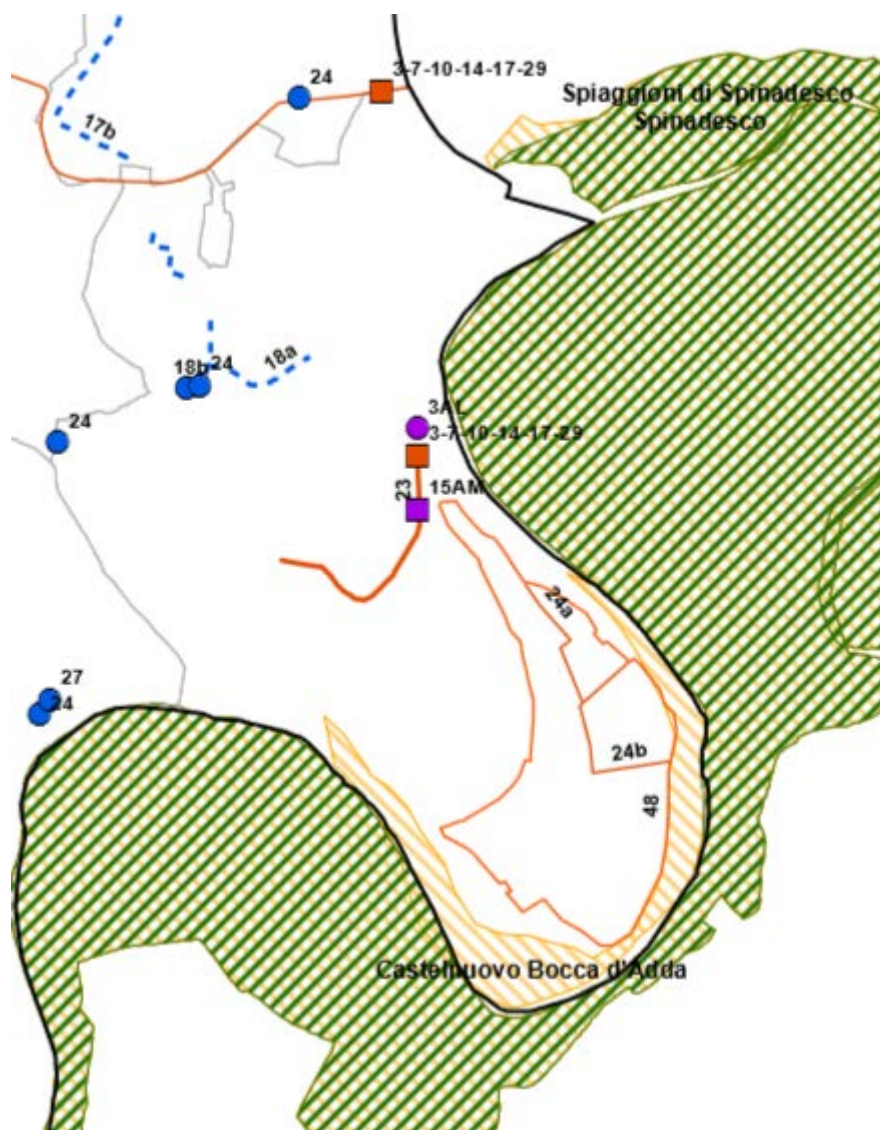 24
3-7-10-14-17-29
Spiaggioni di Spinadesco
Spinadesco
17b
18b
24
18a
24
3AL
3-7-10-14-17-29
23
15AM
24a
27
24
24b
48
Castelnuovo Bocca d'Adda